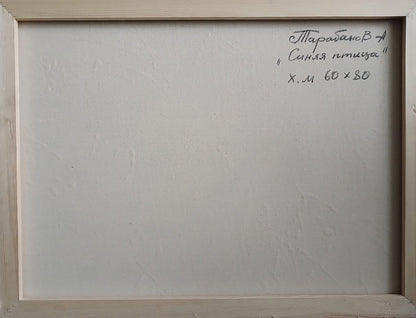 Тарабанов А
„Синяя птица"
х.м 60 х 80